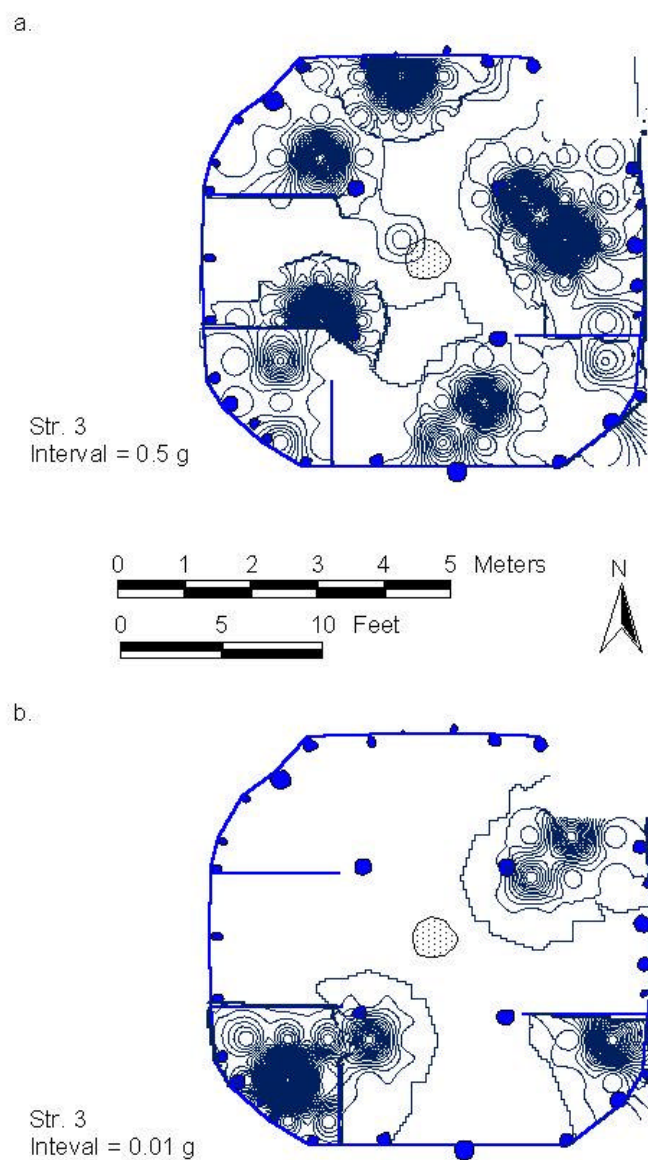 a.
Str. 3
Interval = 0.5 g
0 1 2 3 4 5 Meters
0 5 10 Feet
N
b.
Str. 3
Inteval = 0.01 g